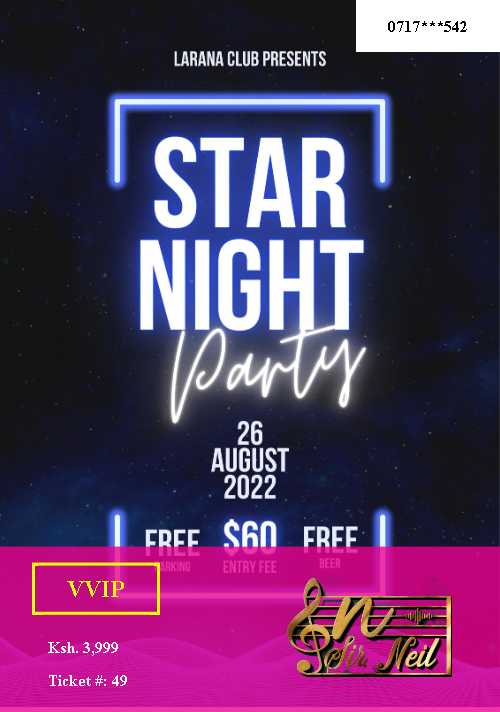 0717***542
LARANA CLUB PRESENTS
STAR
NIGHT
Party
26
AUGUST
2022
FREE $60 FREE
PARKING ENTRY FEE BEER
VVIP
n
Sir Neil
Ksh. 3,999
Ticket #: 49